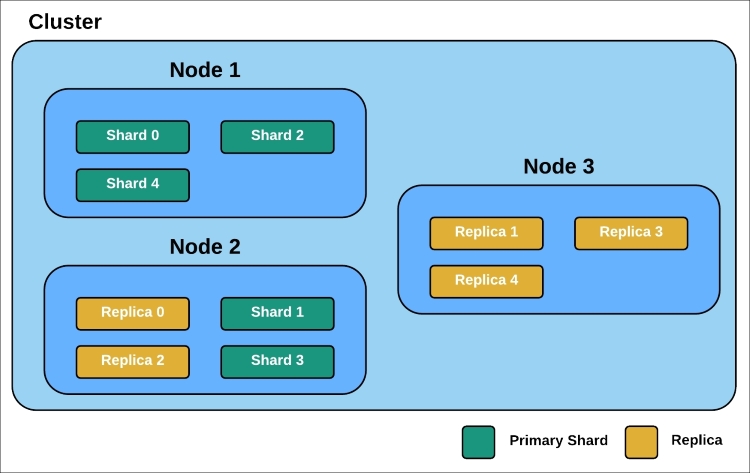 Cluster
Node 1
Shard 0
Shard 2
Shard 4
Node 2
Replica 0
Shard 1
Replica 2
Shard 3
Node 3
Replica 1
Replica 3
Replica 4
Primary Shard
Replica